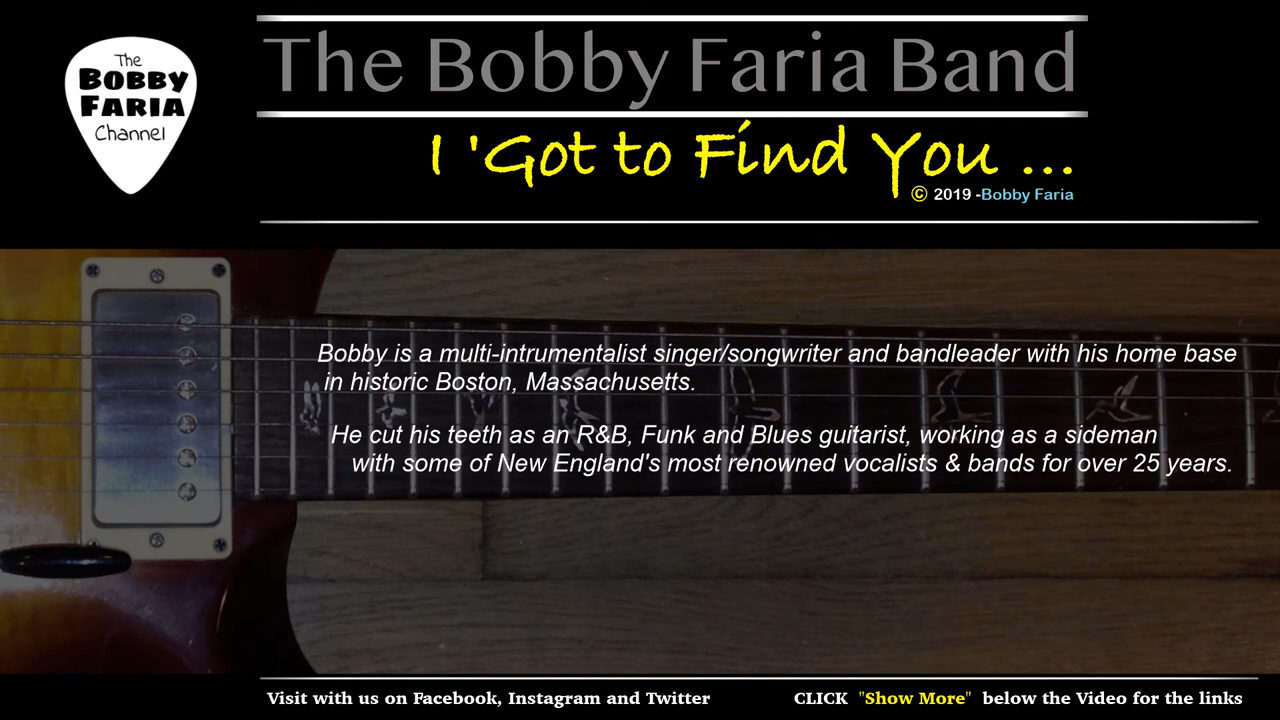 The
BOBBY
FARIA
Channel
The Bobby Faria Band
I 'Got to Find You ...
© 2019 -Bobby Faria
Bobby is a multi-intrumentalist singer/songwriter and bandleader with his home base
in historic Boston, Massachusetts.
He cut his teeth as an R&B, Funk and Blues guitarist, working as a sideman
with some of New England's most renowned vocalists & bands for over 25 years.
Visit with us on Facebook, Instagram and Twitter
CLICK "Show More" below the Video for the links